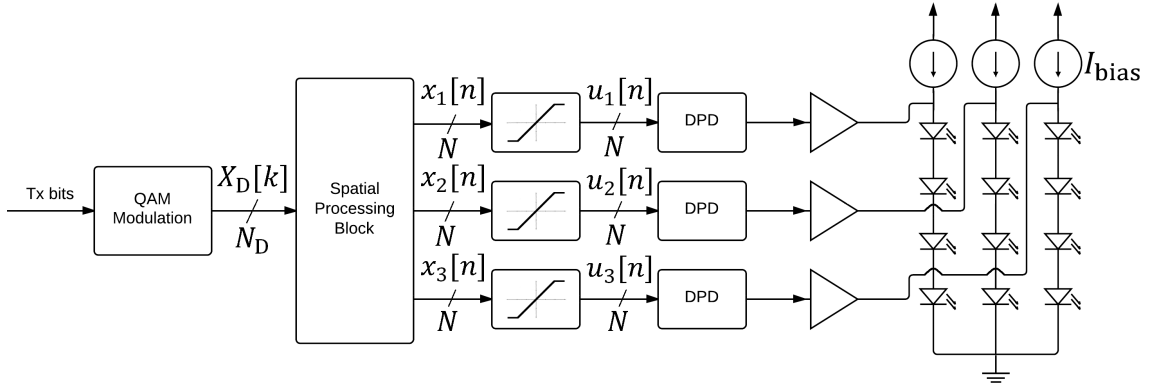 Tx bits
QAM
Modulation
X_D[k]
N_D
Spatial
Processing
Block
x_1[n]
N
u_1[n]
N
DPD
x_2[n]
N
u_2[n]
N
DPD
x_3[n]
N
u_3[n]
N
DPD
I_bias